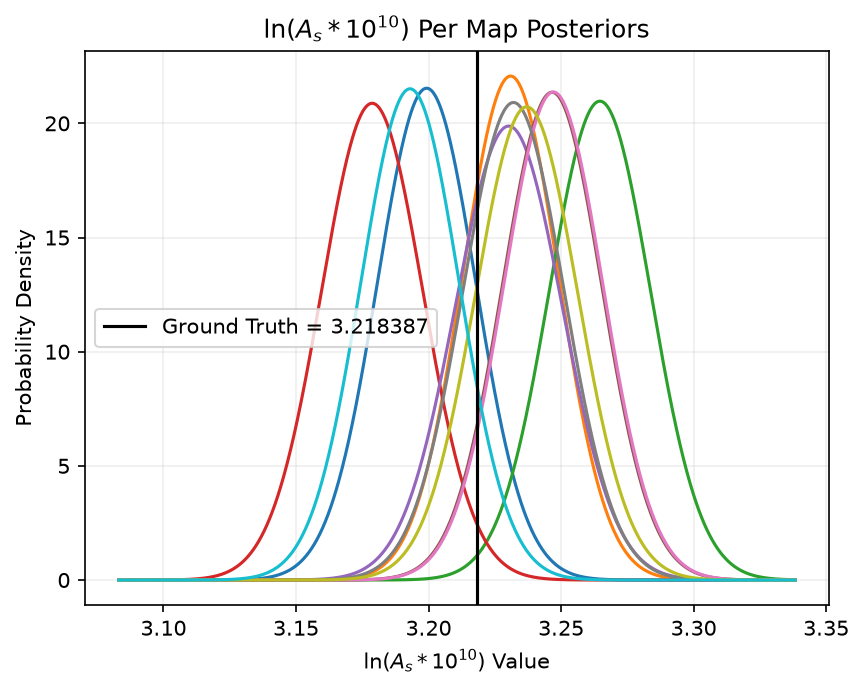 ln(A_s * 10^10) Per Map Posteriors
Probability Density
20
15
10
5
0
Ground Truth = 3.218387
3.10 3.15 3.20 3.25 3.30 3.35
ln(A_s * 10^10) Value